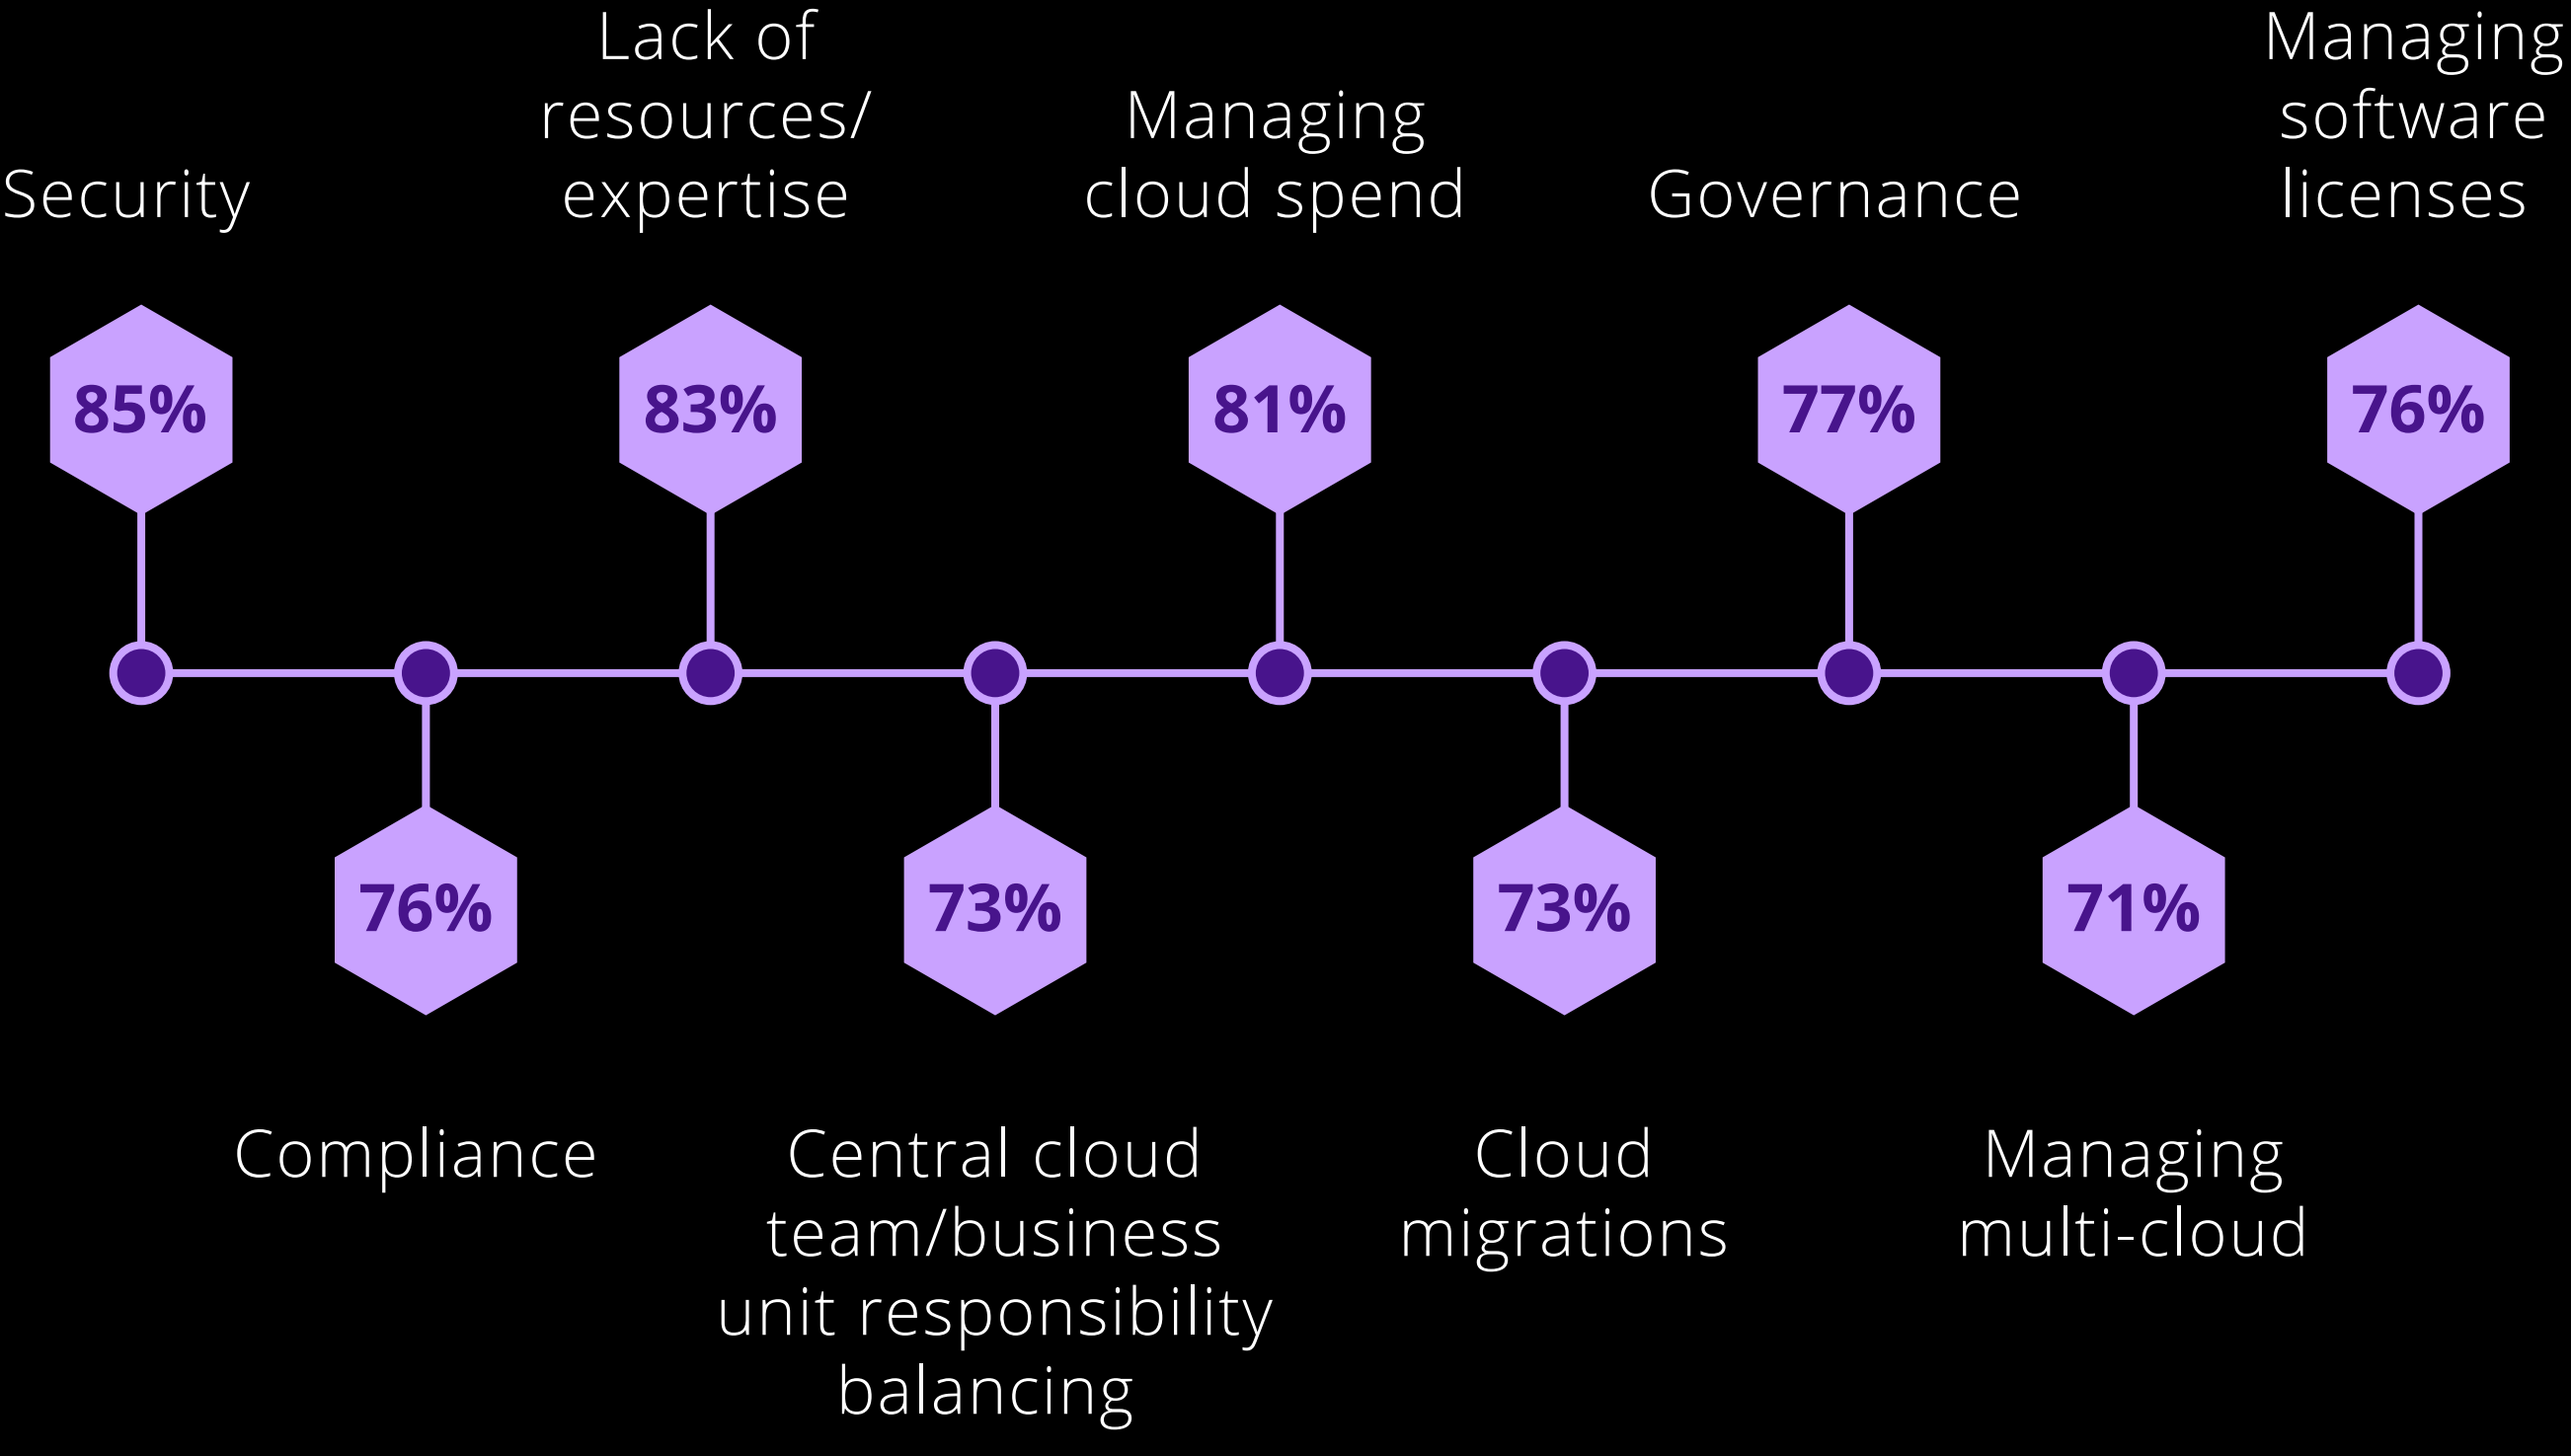 Security
85%
Lack of
resources/
expertise
83%
Managing
cloud spend
81%
Governance
77%
Managing
software
licenses
76%
76%
Compliance
73%
Central cloud
team/business
unit responsibility
balancing
73%
Cloud
migrations
71%
Managing
multi-cloud